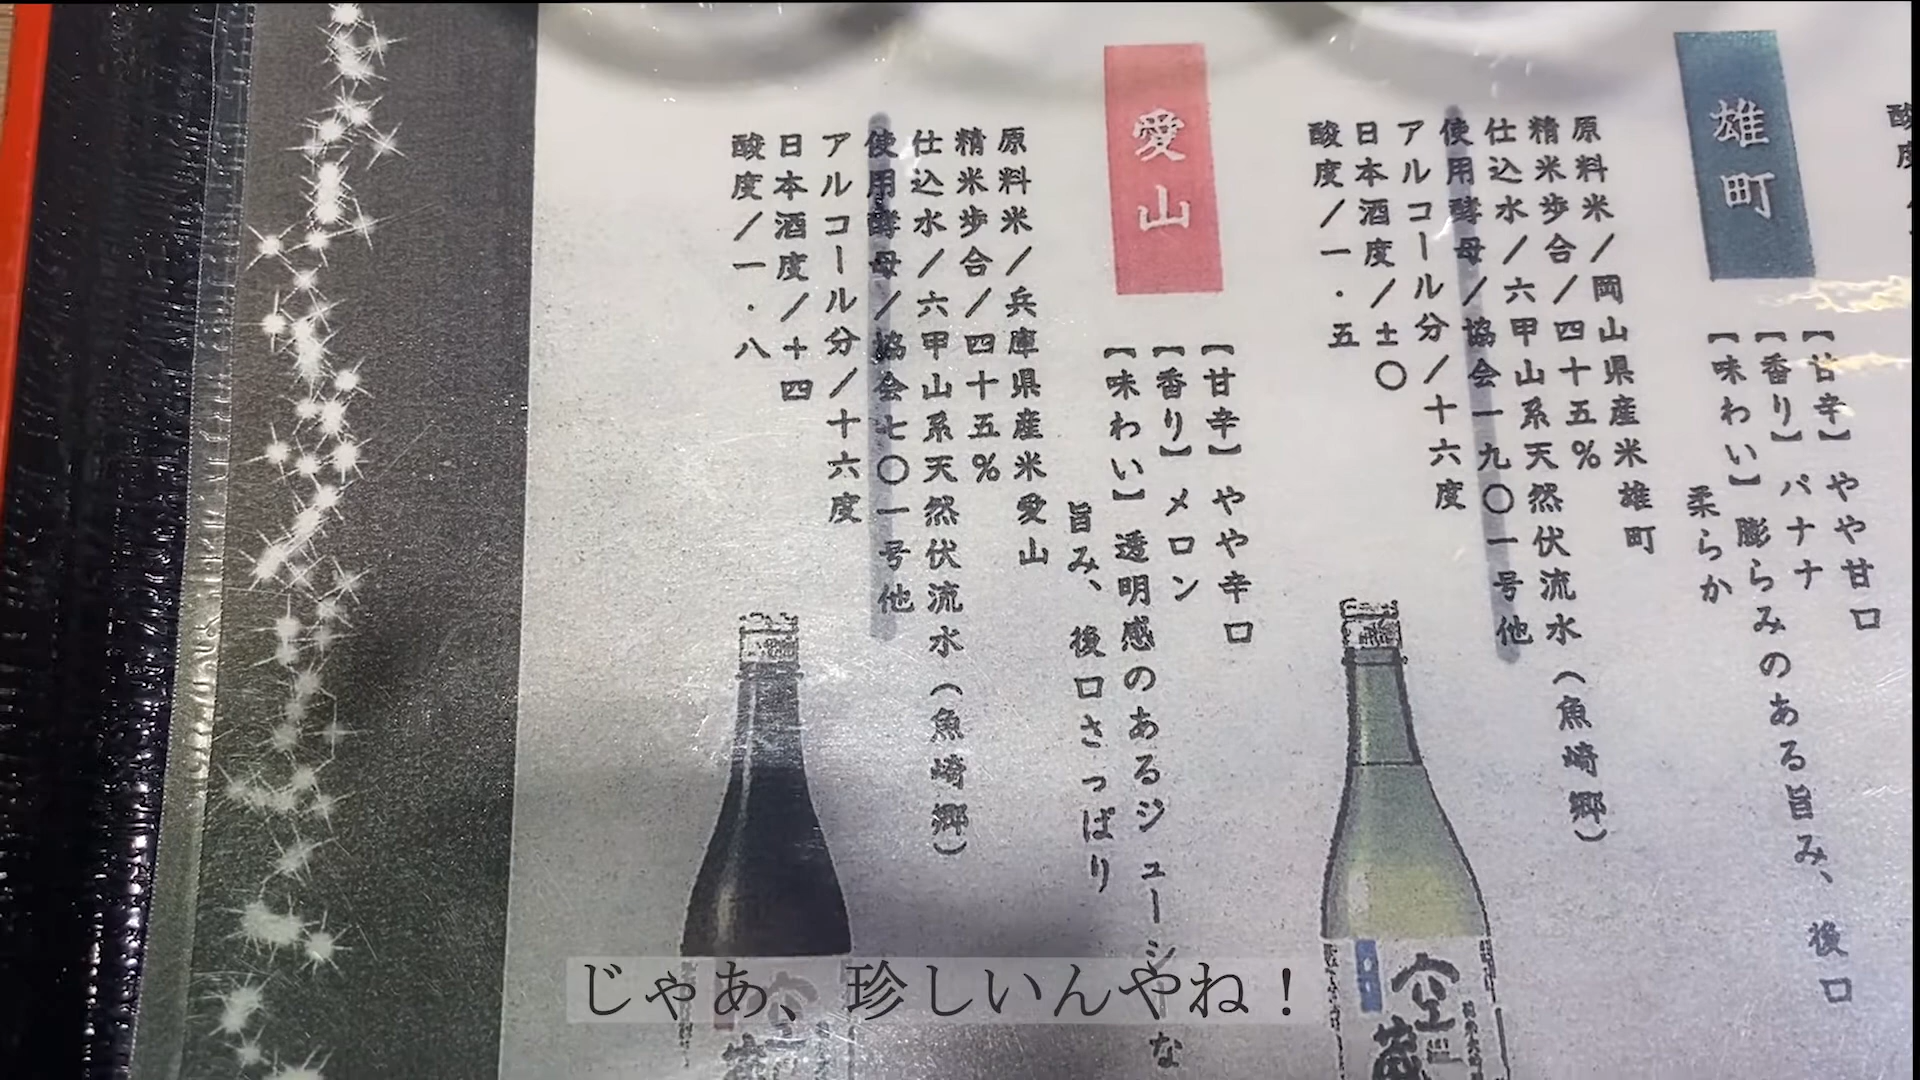 酸度
雄町
【甘辛】やや甘口
【香り】バナナ
【味わい】膨らみのある旨み、後口
柔らか
原料米／岡山県産米雄町
精米歩合／四十五％
仕込水／六甲山系天然伏流水（魚崎郷）
使用酵母／協会一九〇一号他
アルコール分／十六度
日本酒度／±〇
酸度／一・五
空蔵
愛山
【甘辛】やや辛口
【香り】メロン
【味わい】透明感のあるジューシーな
旨み、後口さっぱり
原料米／兵庫県産米愛山
精米歩合／四十五％
仕込水／六甲山系天然伏流水（魚崎郷）
使用酵母／協会七〇一号他
アルコール分／十六度
日本酒度／＋四
酸度／一・八
空蔵
じゃあ、珍しいんやね！